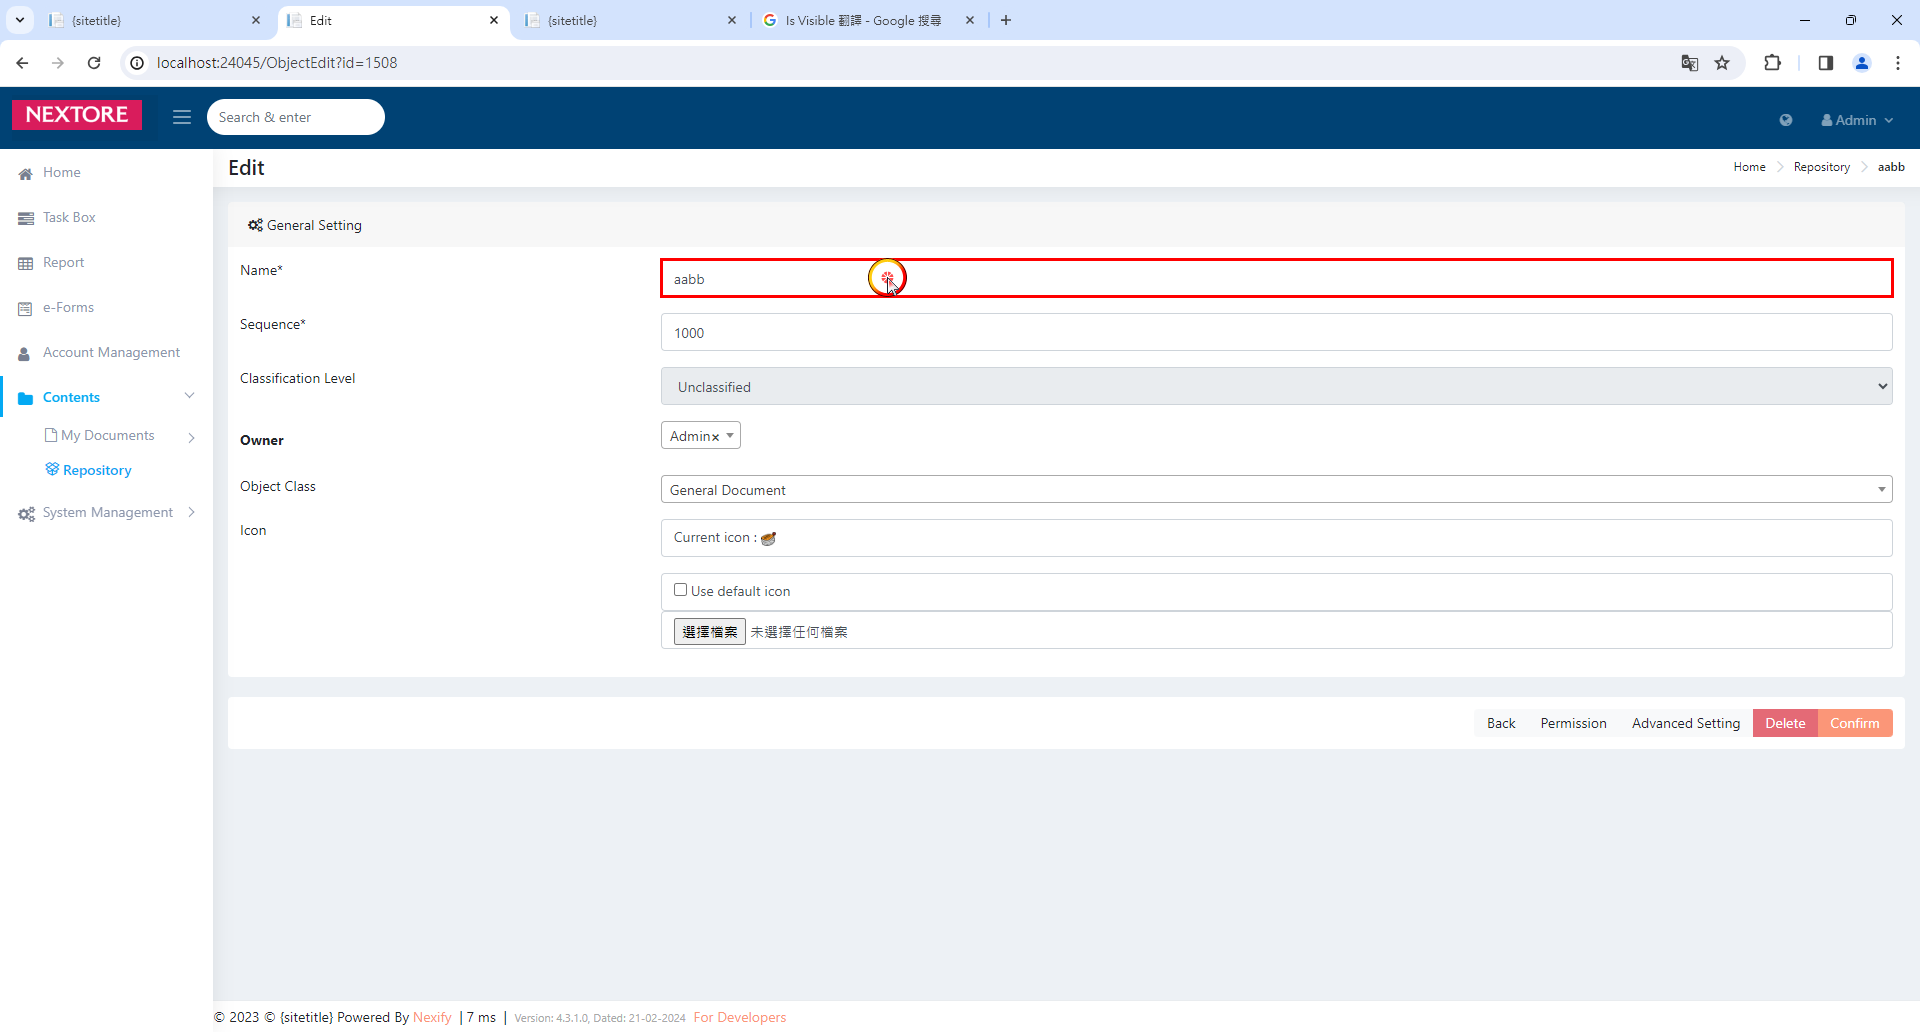 {sitetitle}
Edit
{sitetitle}
Is Visible 翻譯 - Google 搜尋
localhost:24045/ObjectEdit?id=1508
NEXTORE
Search & enter
Admin
Home
Task Box
Report
e-Forms
Account Management
Contents
My Documents
Repository
System Management
Edit
Home
Repository
aabb
General Setting
Name*
aabb
Sequence*
1000
Classification Level
Unclassified
Owner
Admin×
Object Class
General Document
Icon
Current icon :
Use default icon
選擇檔案 未選擇任何檔案
Back
Permission
Advanced Setting
Delete
Confirm
© 2023 © {sitetitle} Powered By Nexify | 7 ms | Version: 4.3.1.0, Dated: 21-02-2024 For Developers